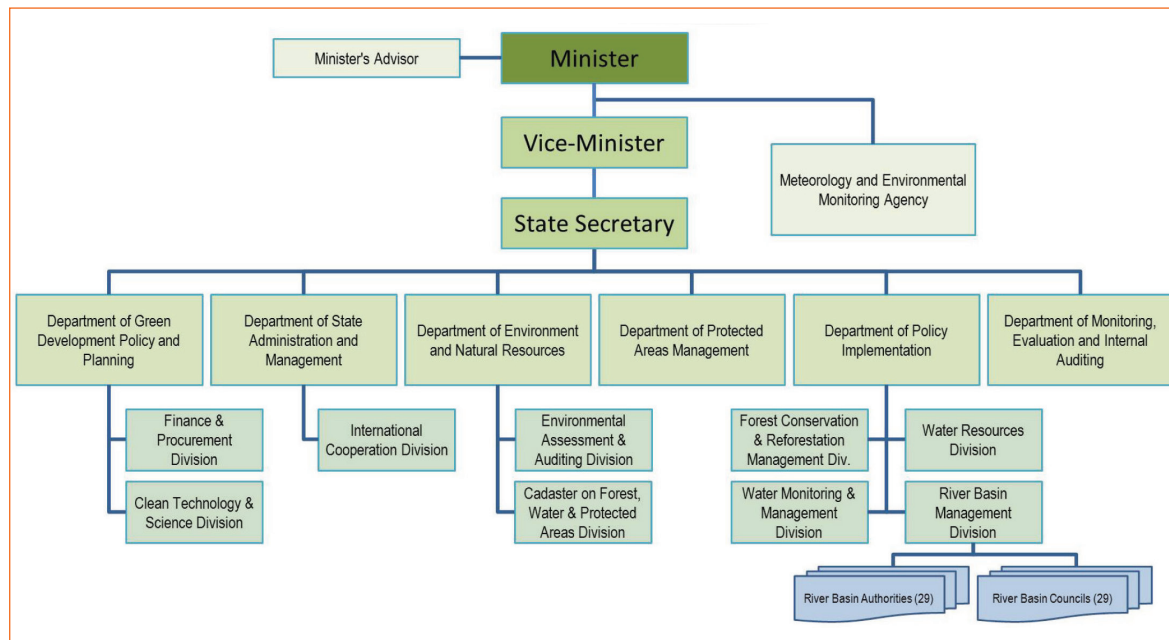 Minister's Advisor
Minister
Vice-Minister
Meteorology and Environmental
Monitoring Agency
State Secretary
Department of Green
Development Policy and
Planning
Department of State
Administration and
Management
Department of Environment
and Natural Resources
Department of Protected
Areas Management
Department of Policy
Implementation
Department of Monitoring,
Evaluation and Internal
Auditing
Finance &
Procurement
Division
International
Cooperation Division
Environmental
Assessment &
Auditing Division
Forest Conservation
& Reforestation
Management Div.
Water Resources
Division
Clean Technology &
Science Division
Cadaster on Forest,
Water & Protected
Areas Division
Water Monitoring &
Management
Division
River Basin
Management
Division
River Basin Authorities (29)
River Basin Councils (29)